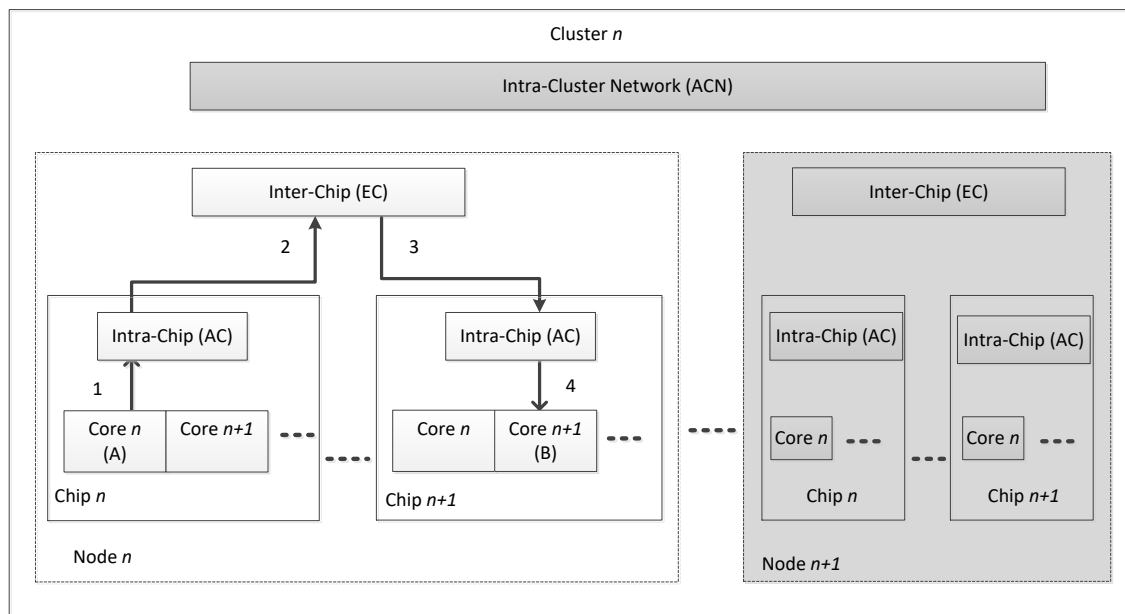 Cluster n
Intra-Cluster Network (ACN)
Inter-Chip (EC)
Inter-Chip (EC)
2
3
Intra-Chip (AC)
Intra-Chip (AC)
Intra-Chip (AC)
Intra-Chip (AC)
1
4
Core n
(A)
Core n+1
Core n
Core n+1
(B)
Core n
Core n
Chip n
Chip n+1
Chip n
Chip n+1
Node n
Node n+1